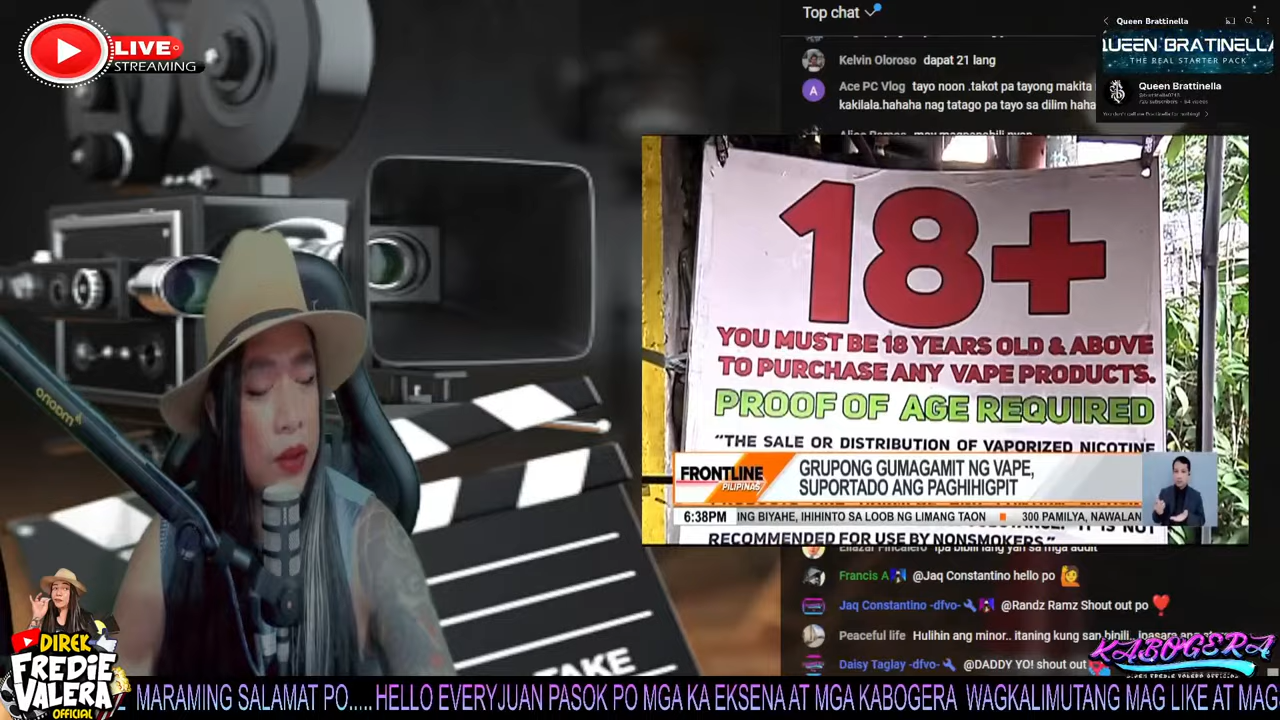 LIVE
STREAMING
Top chat
Kelvin Oloroso dapat 21 lang
A Ace PC Vlog tayo noon .takot pa tayong makita
kakilala.hahaha nag tatago pa tayo sa dilim haha
Queen Brattinella
QUEEN BRATINELLA
THE REAL STARTER PACK
Queen Brattinella
18+
YOU MUST BE 18 YEARS OLD & ABOVE
TO PURCHASE ANY VAPE PRODUCTS.
PROOF OF AGE REQUIRED
"THE SALE OR DISTRIBUTION OF VAPORIZED NICOTINE
FRONTLINE
PILIPINAS
GRUPONG GUMAGAMIT NG VAPE,
SUPORTADO ANG PAGHIHIGPIT
6:38PM ING BIYAHE, IHIHINTO SA LOOB NG LIMANG TAON 300 PAMILYA, NAWALAN
RECOMMENDED FOR USE BY NONSMOKERS."
Francis A @Jaq Constantino hello po
Jaq Constantino -dfvo- @Randz Ramz Shout out po
Peaceful life Hulihin ang minor.. itaning kung san binili..
Daisy Taglay -dfvo- @DADDY YO! shout out
KABOGERA
maono
TAKE
DIREK
FREDIE
VALERA
OFFICIAL
MARAMING SALAMAT PO.... HELLO EVERYJUAN PASOK PO MGA KA EKSENA AT MGA KABOGERA WAGKALIMUTANG MAG LIKE AT MAG